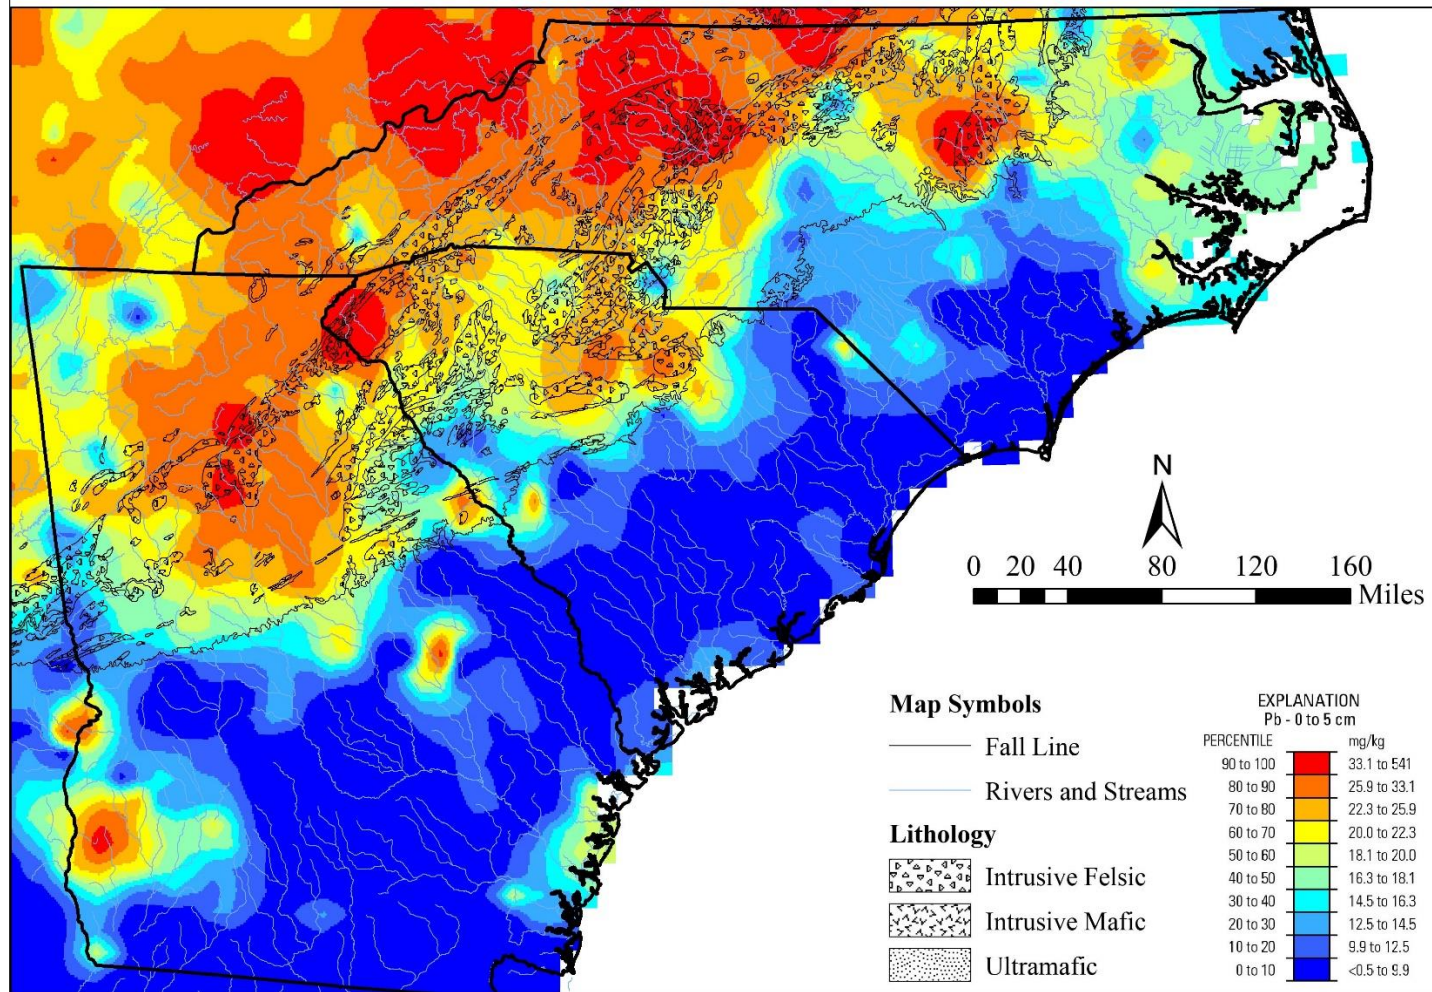 N
0 20 40 80 120 160
Miles
Map Symbols
Fall Line
Rivers and Streams
Lithology
Intrusive Felsic
Intrusive Mafic
Ultramafic
EXPLANATION
Pb - 0 to 5 cm
PERCENTILE mg/kg
90 to 100 33.1 to 541
80 to 90 25.9 to 33.1
70 to 80 22.3 to 25.9
60 to 70 20.0 to 22.3
50 to 60 18.1 to 20.0
40 to 50 16.3 to 18.1
30 to 40 14.5 to 16.3
20 to 30 12.5 to 14.5
10 to 20 9.9 to 12.5
0 to 10 <0.5 to 9.9